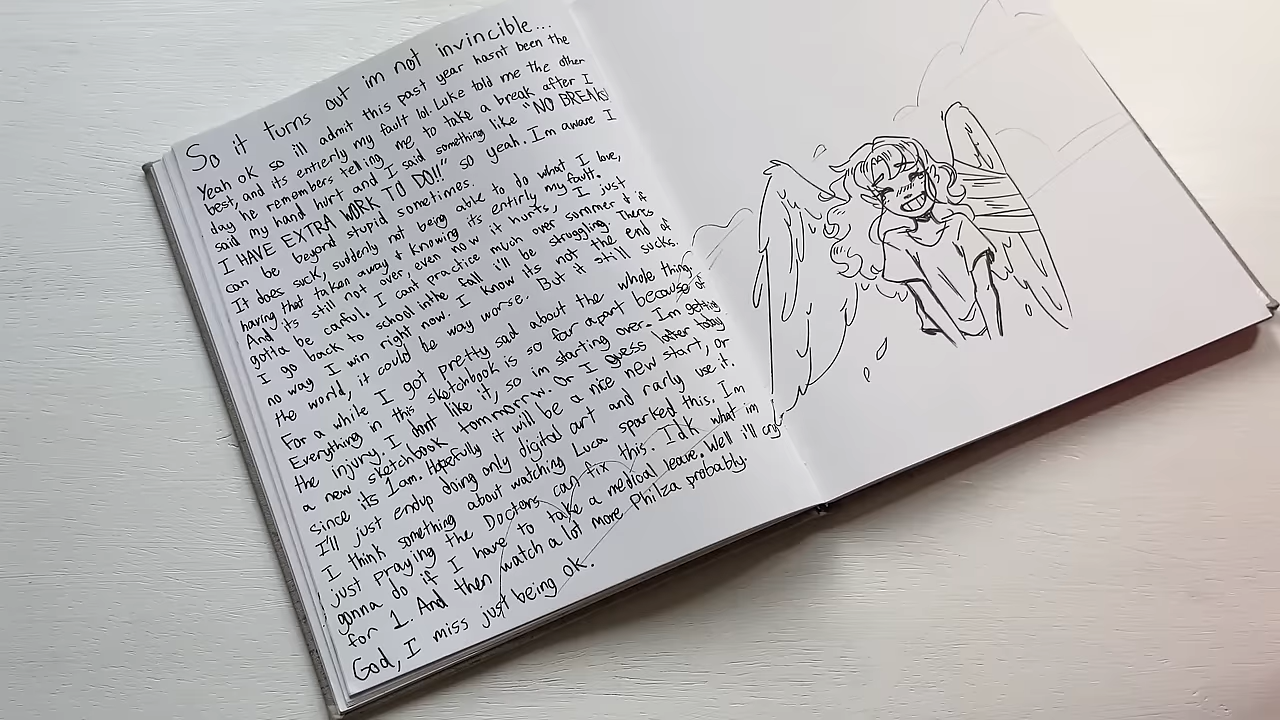 So it turns out im not invincible...
Yeah ok so ill admit this past year hasnt been the
best, and its entierly my fault lol. Luke told me the other
day he remembers telling me to take a break after I
said my hand hurt and I said something like "NO BREAKS!
I HAVE EXTRA WORK TO DO!!" so yeah. I'm aware I
can be beyond stupid sometimes.
It does suck, suddenly not being able to do what I love,
having that taken away & knowing its entirly my fault.
And its still not over, even now it hurts, I just
gotta be carful. I cant practice much over summer & if
I go back to school inthe fall i'll be struggling. There's
no way I win right now. I know its not the end of
the world, it could be way worse. But it still sucks.
For a while I got pretty sad about the whole thing,
Everything in this sketchbook is so far apart because of
the injury. I dont like it, so im starting over. I'm getting
a new sketchbook tommorrw. Or I guess later today
since its 1am. Hopefully it will be a nice new start, or
I'll just endup doing only digital art and rarly use it.
I think something about watching Luca sparked this. I'm
just praying the Doctors can fix this. Idk what im
gonna do if I have to take a medical leave. Well i'll cry
for 1. And then watch a lot more Philza probably.
God, I miss just being ok.